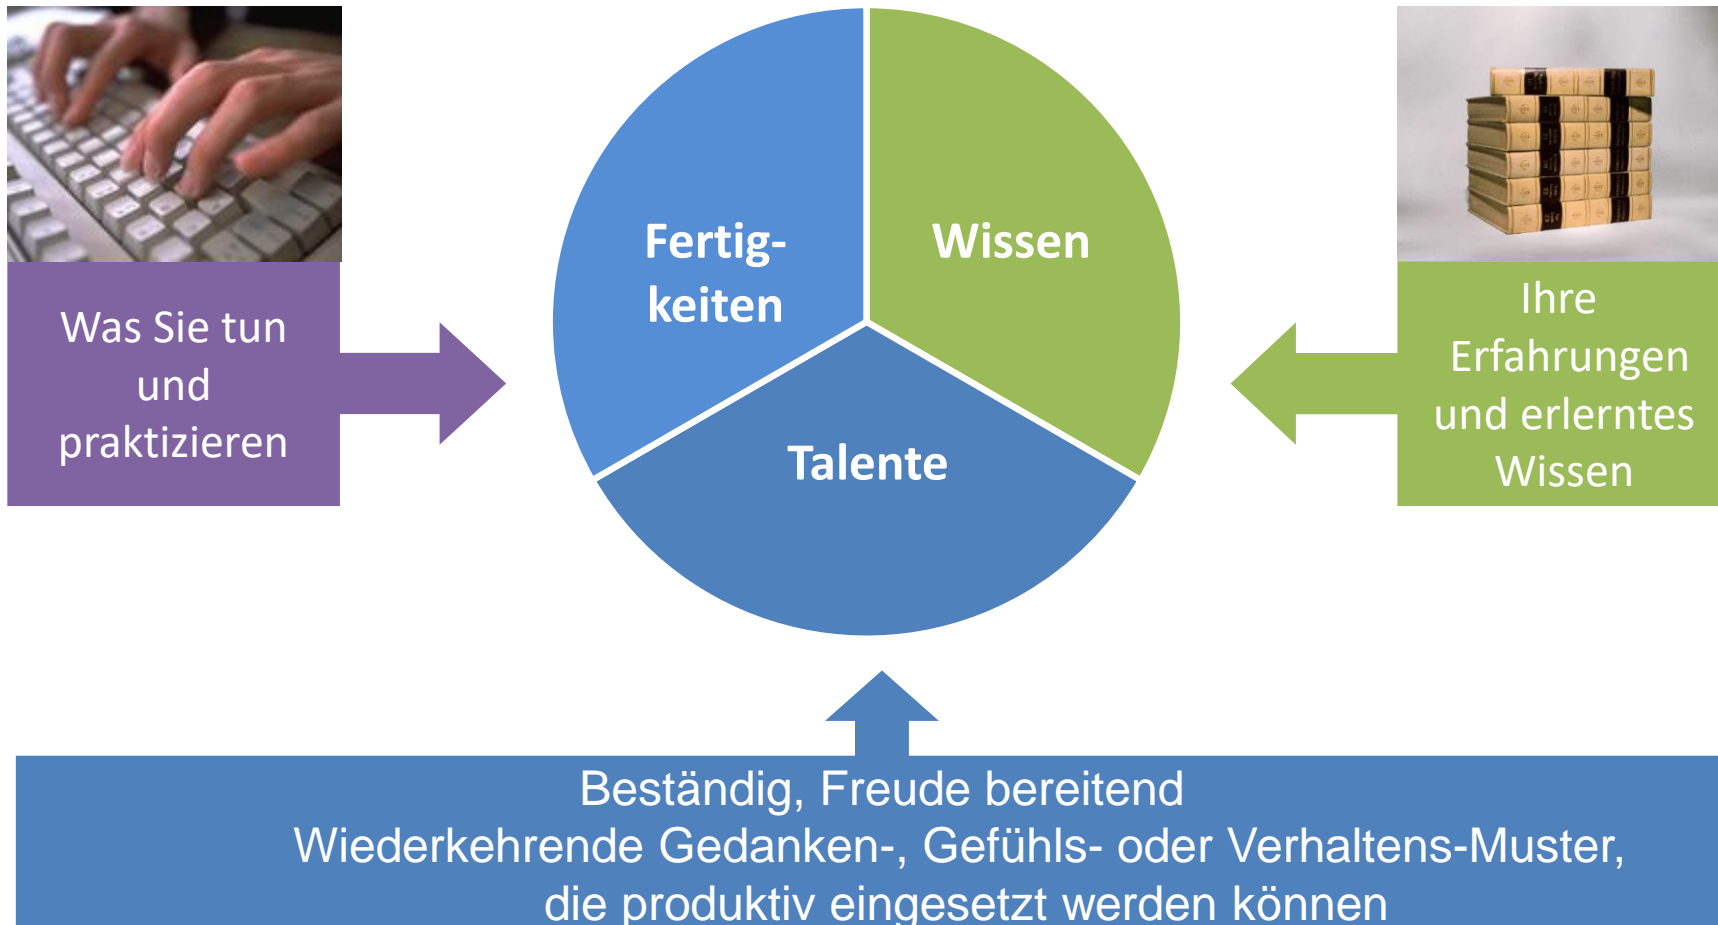 Fertig-
keiten
Wissen
Talente
Was Sie tun
und
praktizieren
Ihre
Erfahrungen
und erlerntes
Wissen
Beständig, Freude bereitend
Wiederkehrende Gedanken-, Gefühls- oder Verhaltens-Muster,
die produktiv eingesetzt werden können